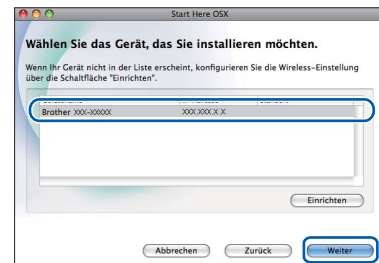 Start Here OSX
Wählen Sie das Gerät, das Sie installieren möchten.
Wenn Ihr Gerät nicht in der Liste erscheint, konfigurieren Sie die Wireless-Einstellung
über die Schaltfläche "Einrichten".
Brother XXX-XXXXX XXX.XXX.X.X
Einrichten
Abbrechen Zurück Weiter